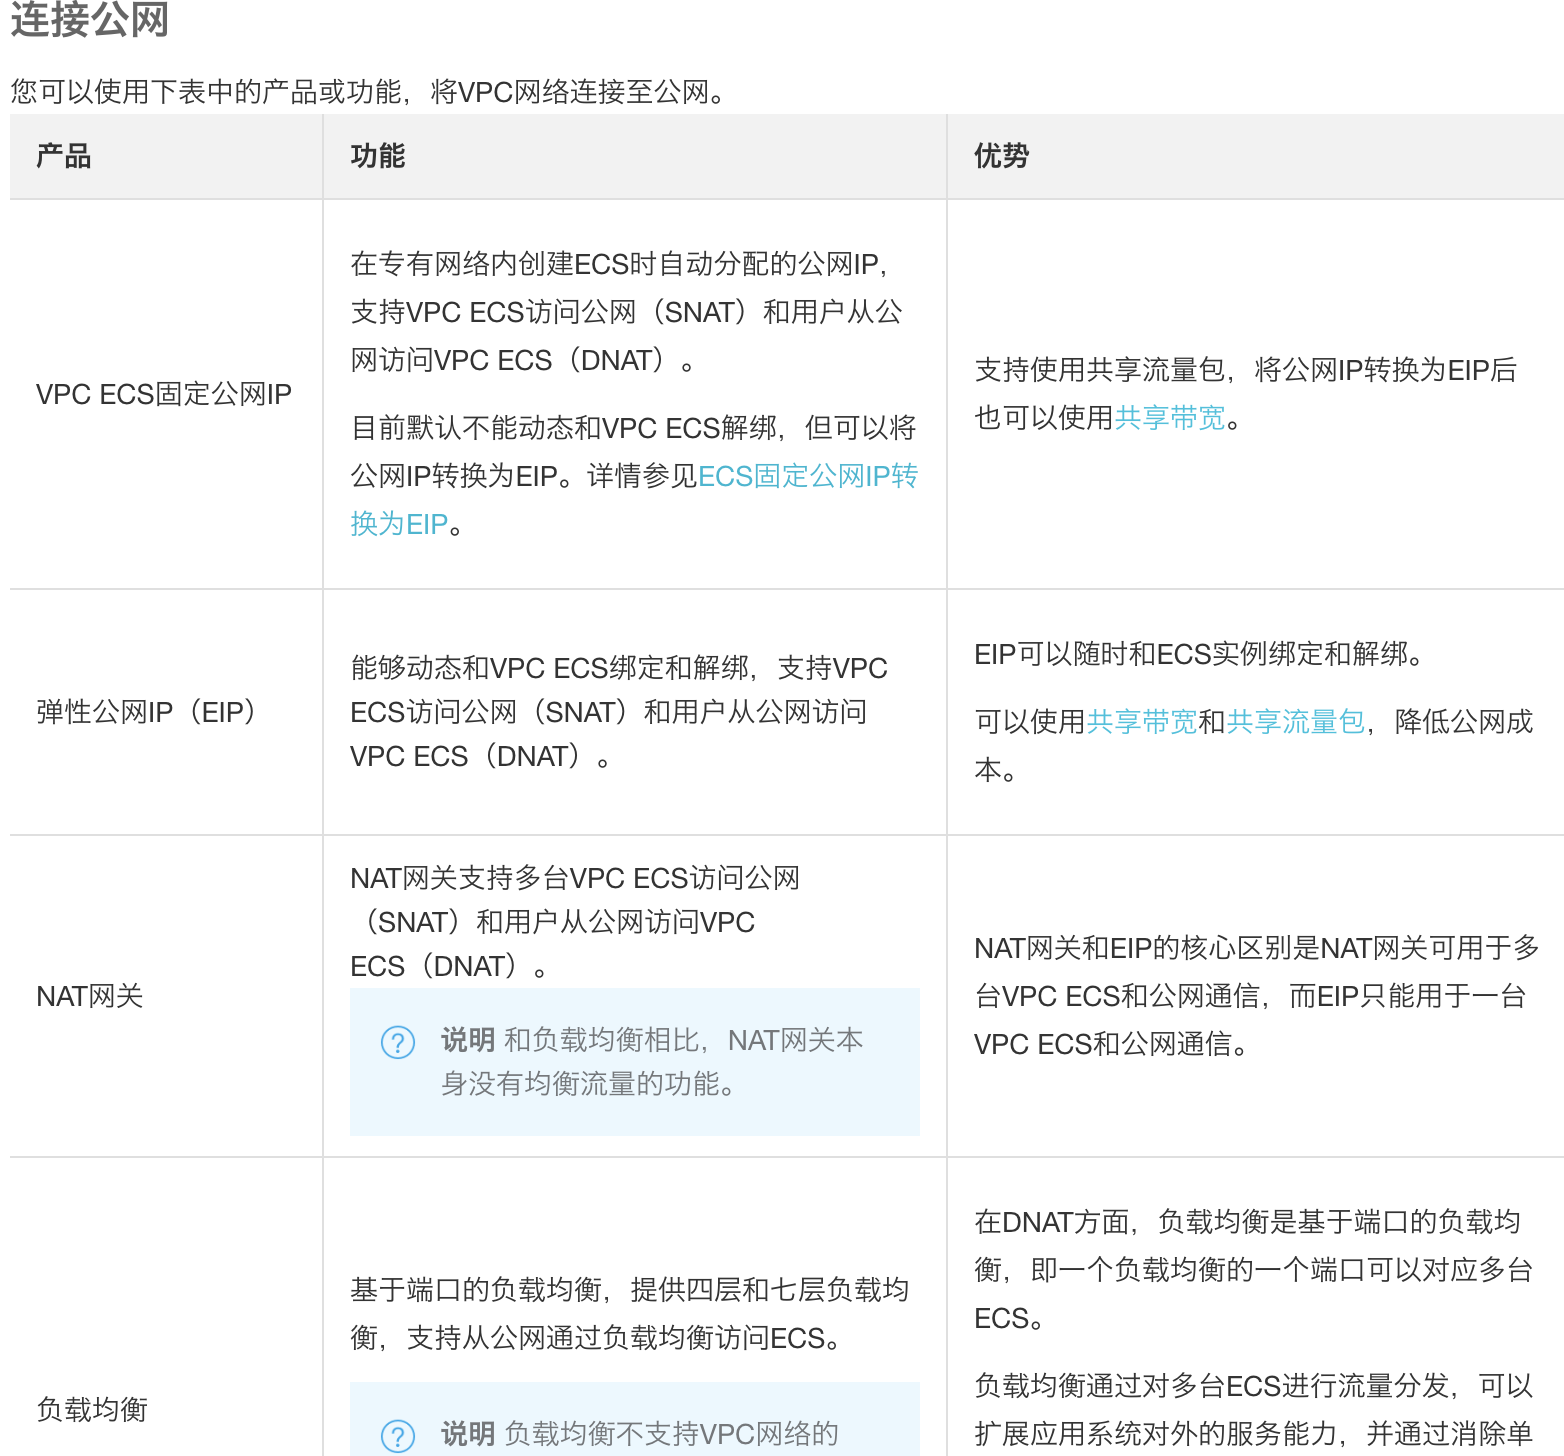 连接公网
您可以使用下表中的产品或功能，将VPC网络连接至公网。
产品
功能
优势
VPC ECS固定公网IP
在专有网络内创建ECS时自动分配的公网IP，
支持VPC ECS访问公网（SNAT）和用户从公
网访问VPC ECS（DNAT）。
目前默认不能动态和VPC ECS解绑，但可以将
公网IP转换为EIP。详情参见ECS固定公网IP转
换为EIP。
支持使用共享流量包，将公网IP转换为EIP后
也可以使用共享带宽。
弹性公网IP（EIP）
能够动态和VPC ECS绑定和解绑，支持VPC
ECS访问公网（SNAT）和用户从公网访问
VPC ECS（DNAT）。
EIP可以随时和ECS实例绑定和解绑。
可以使用共享带宽和共享流量包，降低公网成
本。
NAT网关
NAT网关支持多台VPC ECS访问公网
（SNAT）和用户从公网访问VPC
ECS（DNAT）。
说明 和负载均衡相比，NAT网关本
身没有均衡流量的功能。
NAT网关和EIP的核心区别是NAT网关可用于多
台VPC ECS和公网通信，而EIP只能用于一台
VPC ECS和公网通信。
负载均衡
基于端口的负载均衡，提供四层和七层负载均
衡，支持从公网通过负载均衡访问ECS。
说明 负载均衡不支持VPC网络的
在DNAT方面，负载均衡是基于端口的负载均
衡，即一个负载均衡的一个端口可以对应多台
ECS。
负载均衡通过对多台ECS进行流量分发，可以
扩展应用系统对外的服务能力，并通过消除单